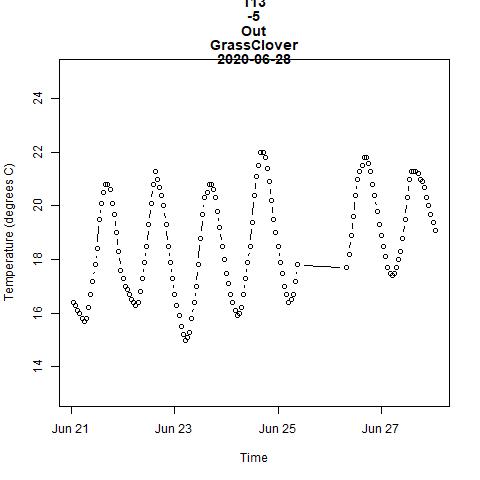 113
-5
Out
GrassClover
2020-06-28
Temperature (degrees C)
24
22
20
18
16
14
Jun 21
Jun 23
Jun 25
Jun 27
Time